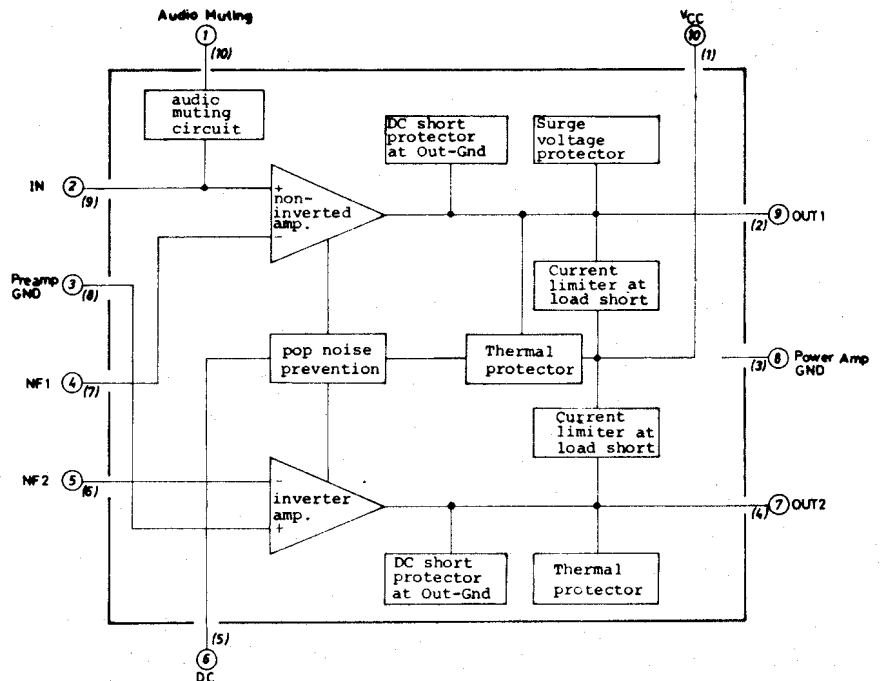 Audio Muting
1
(10)
VCC
10
(1)
audio
muting
circuit
DC short
protector
at Out-Gnd
Surge
voltage
protector
IN
2
(9)
+
non-
inverted
amp.
-
9
OUT1
(2)
Preamp
GND
3
(8)
Current
limiter at
load short
pop noise
prevention
Thermal
protector
8
Power Amp
GND
(3)
NF1
4
(7)
Current
limiter at
load short
NF2
5
(6)
-
inverter
amp.
+
7
OUT2
(4)
DC short
protector
at Out-Gnd
Thermal
protector
(5)
6
DC